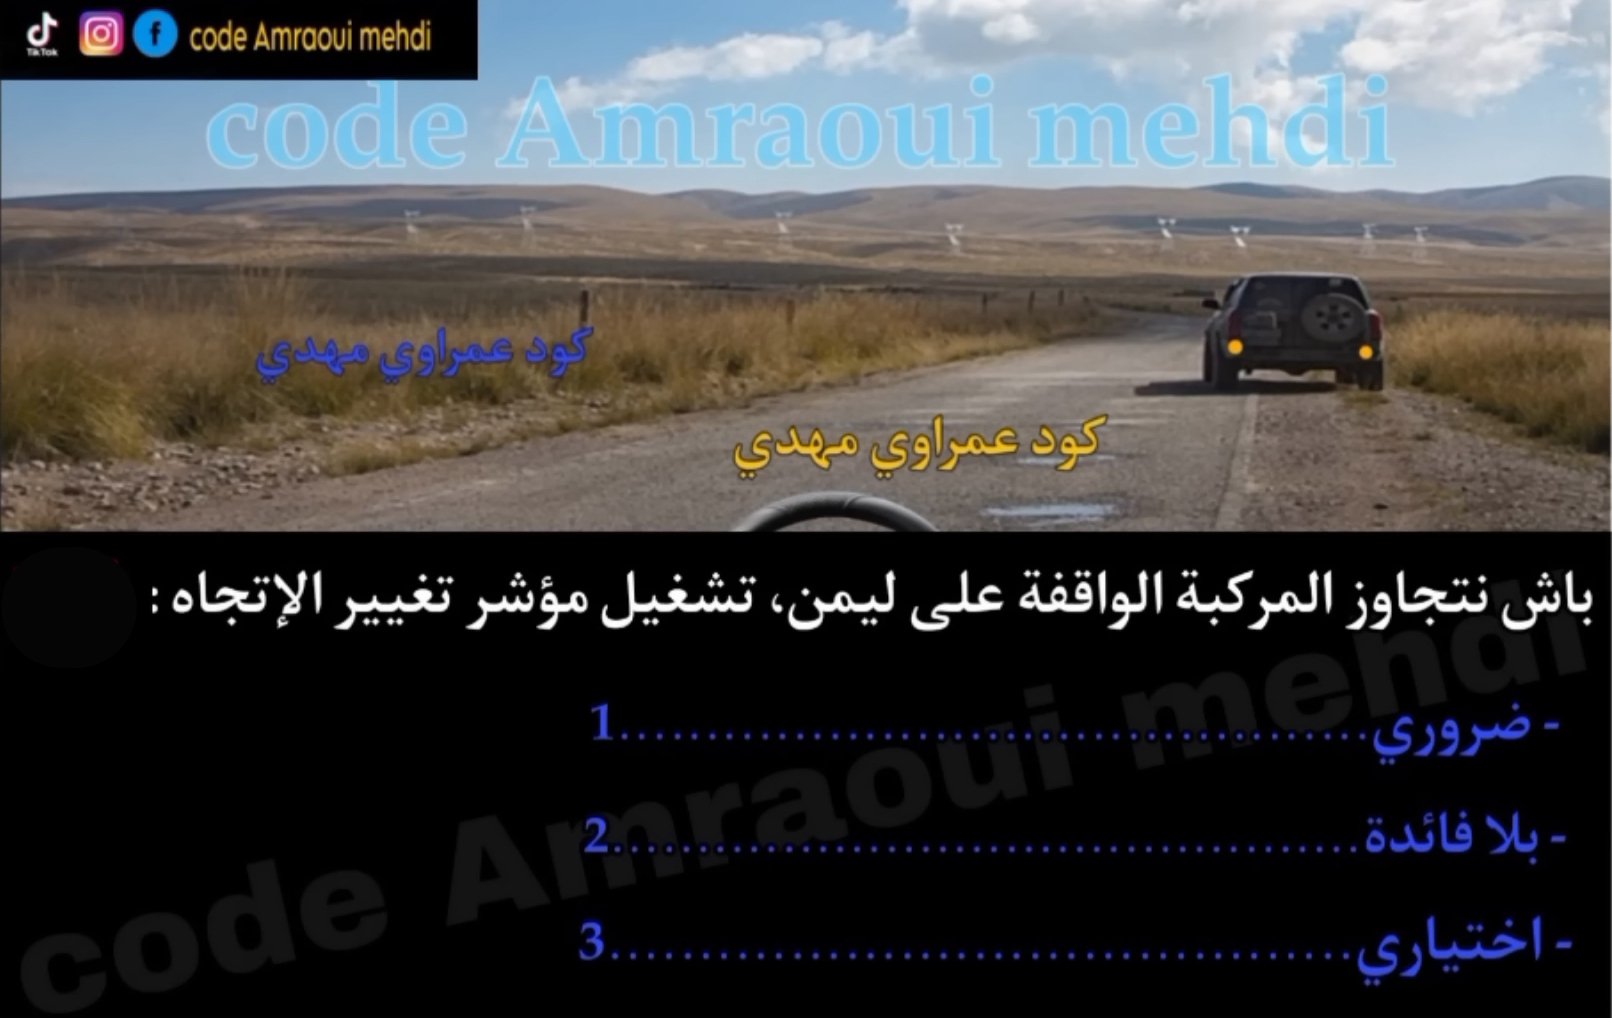 TikTok
code Amraoui mehdi
code Amraoui mehdi
كود عمراوي مهدي
كود عمراوي مهدي
باش نتجاوز المركبة الواقفة على ليمن، تشغيل مؤشر تغيير الإتجاه :
- ضروري..................................................1
- بلا فائدة..................................................2
- اختياري..................................................3
code Amraoui mehdi